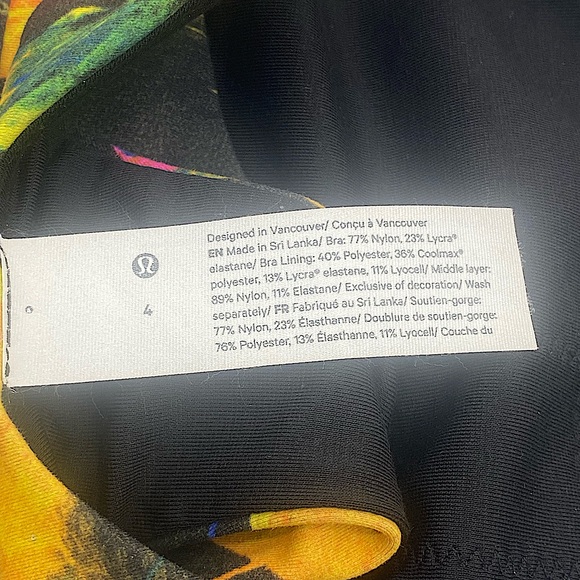 Designed in Vancouver/ Conçu à Vancouver
EN Made in Sri Lanka/ Bra: 77% Nylon, 23% Lycra®
elastane/ Bra Lining: 40% Polyester, 36% Coolmax®
polyester, 13% Lycra® elastane, 11% Lyocell/ Middle layer:
89% Nylon, 11% Elastane/ Exclusive of decoration/ Wash
separately/ FR Fabriqué au Sri Lanka/ Soutien-gorge:
77% Nylon, 23% Élasthanne/ Doublure de soutien-gorge:
76% Polyester, 13% Élasthanne, 11% Lyocell/ Couche du
4